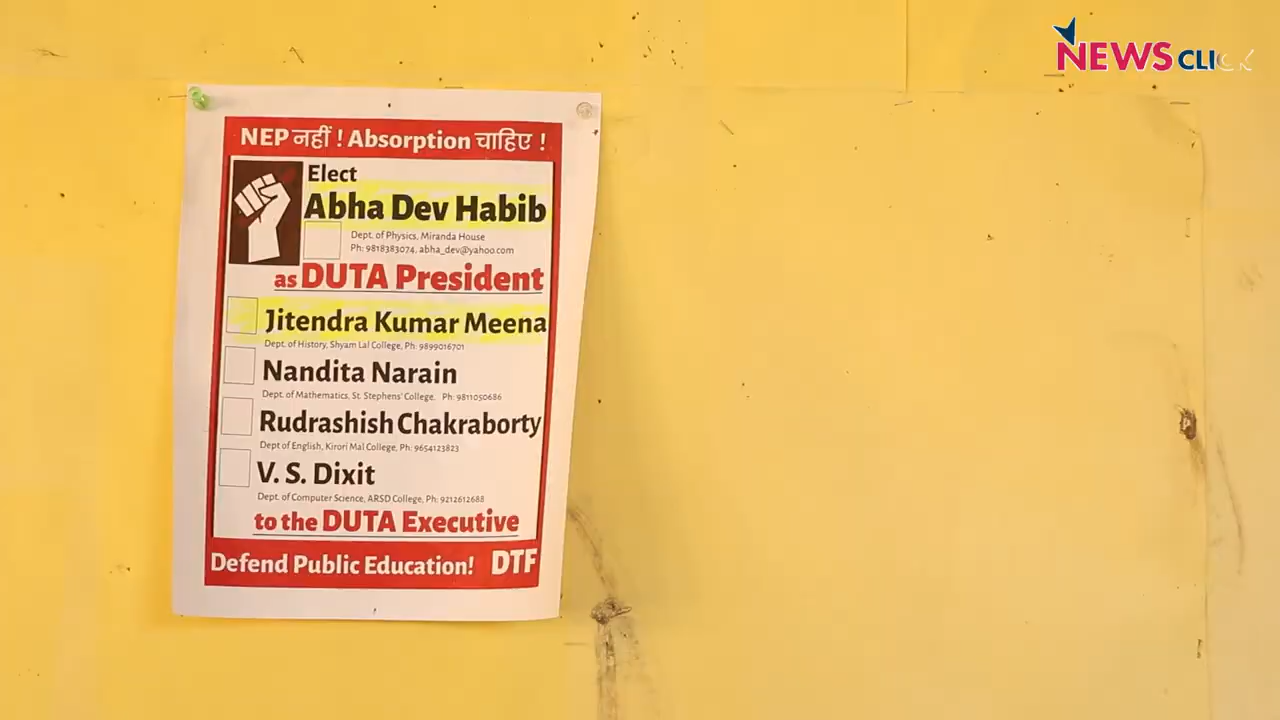 NEWS CLICK
NEP नहीं ! Absorption चाहिए !
Elect
Abha Dev Habib
Dept. of Physics, Miranda House
Ph: 9818383074, abha_dev@yahoo.com
as DUTA President
Jitendra Kumar Meena
Dept. of History, Shyam Lal College, Ph: 9899016701
Nandita Narain
Dept. of Mathematics, St. Stephens' College. Ph: 9811050686
Rudrashish Chakraborty
Dept of English, Kirori Mal College, Ph: 9654123823
V. S. Dixit
Dept. of Computer Science, ARSD College, Ph: 9212612688
to the DUTA Executive
Defend Public Education! DTF